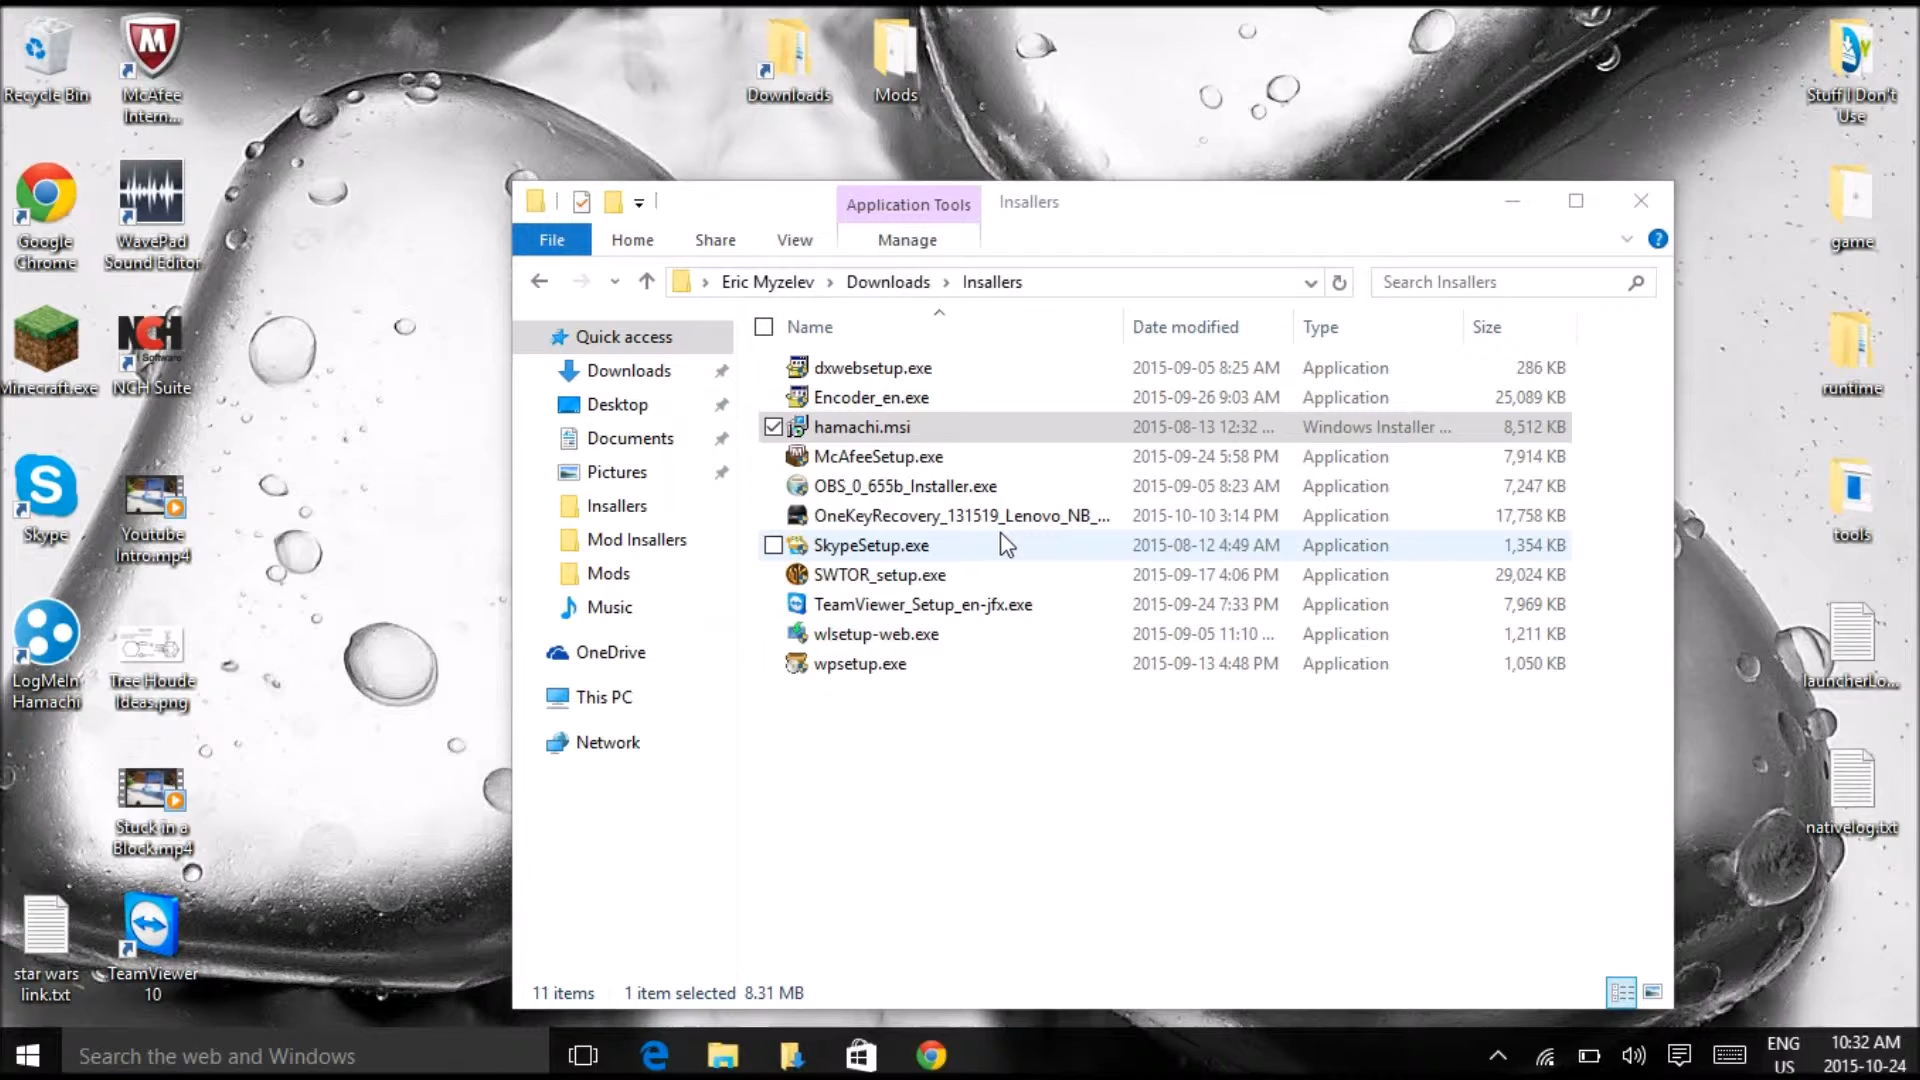 Recycle Bin
McAfee
Intern...
Downloads
Mods
Stuff I Don't
Use
Google
Chrome
WavePad
Sound Editor
game
Minecraft.exe
NCH
Software
NCH Suite
runtime
Skype
Youtube
Intro.mp4
tools
LogMeIn
Hamachi
Tree Houde
Ideas.png
launcherLo...
Stuck in a
Block.mp4
nativelog.txt
star wars
link.txt
TeamViewer
10
Application Tools
Insallers
File
Home
Share
View
Manage
Eric Myzelev
Downloads
Insallers
Search Insallers
Quick access
Downloads
Desktop
Documents
Pictures
Insallers
Mod Insallers
Mods
Music
OneDrive
This PC
Network
Name Date modified Type Size
dxwebsetup.exe 2015-09-05 8:25 AM Application 286 KB
Encoder_en.exe 2015-09-26 9:03 AM Application 25,089 KB
hamachi.msi 2015-08-13 12:32 ... Windows Installer ... 8,512 KB
McAfeeSetup.exe 2015-09-24 5:58 PM Application 7,914 KB
OBS_0_655b_Installer.exe 2015-09-05 8:23 AM Application 7,247 KB
OneKeyRecovery_131519_Lenovo_NB_... 2015-10-10 3:14 PM Application 17,758 KB
SkypeSetup.exe 2015-08-12 4:49 AM Application 1,354 KB
SWTOR_setup.exe 2015-09-17 4:06 PM Application 29,024 KB
TeamViewer_Setup_en-jfx.exe 2015-09-24 7:33 PM Application 7,969 KB
wlsetup-web.exe 2015-09-05 11:10 ... Application 1,211 KB
wpsetup.exe 2015-09-13 4:48 PM Application 1,050 KB
11 items 1 item selected 8.31 MB
Search the web and Windows
ENG
US
10:32 AM
2015-10-24